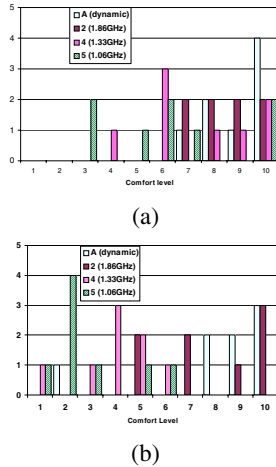 5
A (dynamic)
2 (1.86GHz)
4
4 (1.33GHz)
5 (1.06GHz)
3
2
1
0
1 2 3 4 5 6 7 8 9 10
Comfort level
(a)
5
A (dynamic)
2 (1.86GHz)
4
4 (1.33GHz)
5 (1.06GHz)
3
2
1
0
1 2 3 4 5 6 7 8 9 10
Comfort Level
(b)